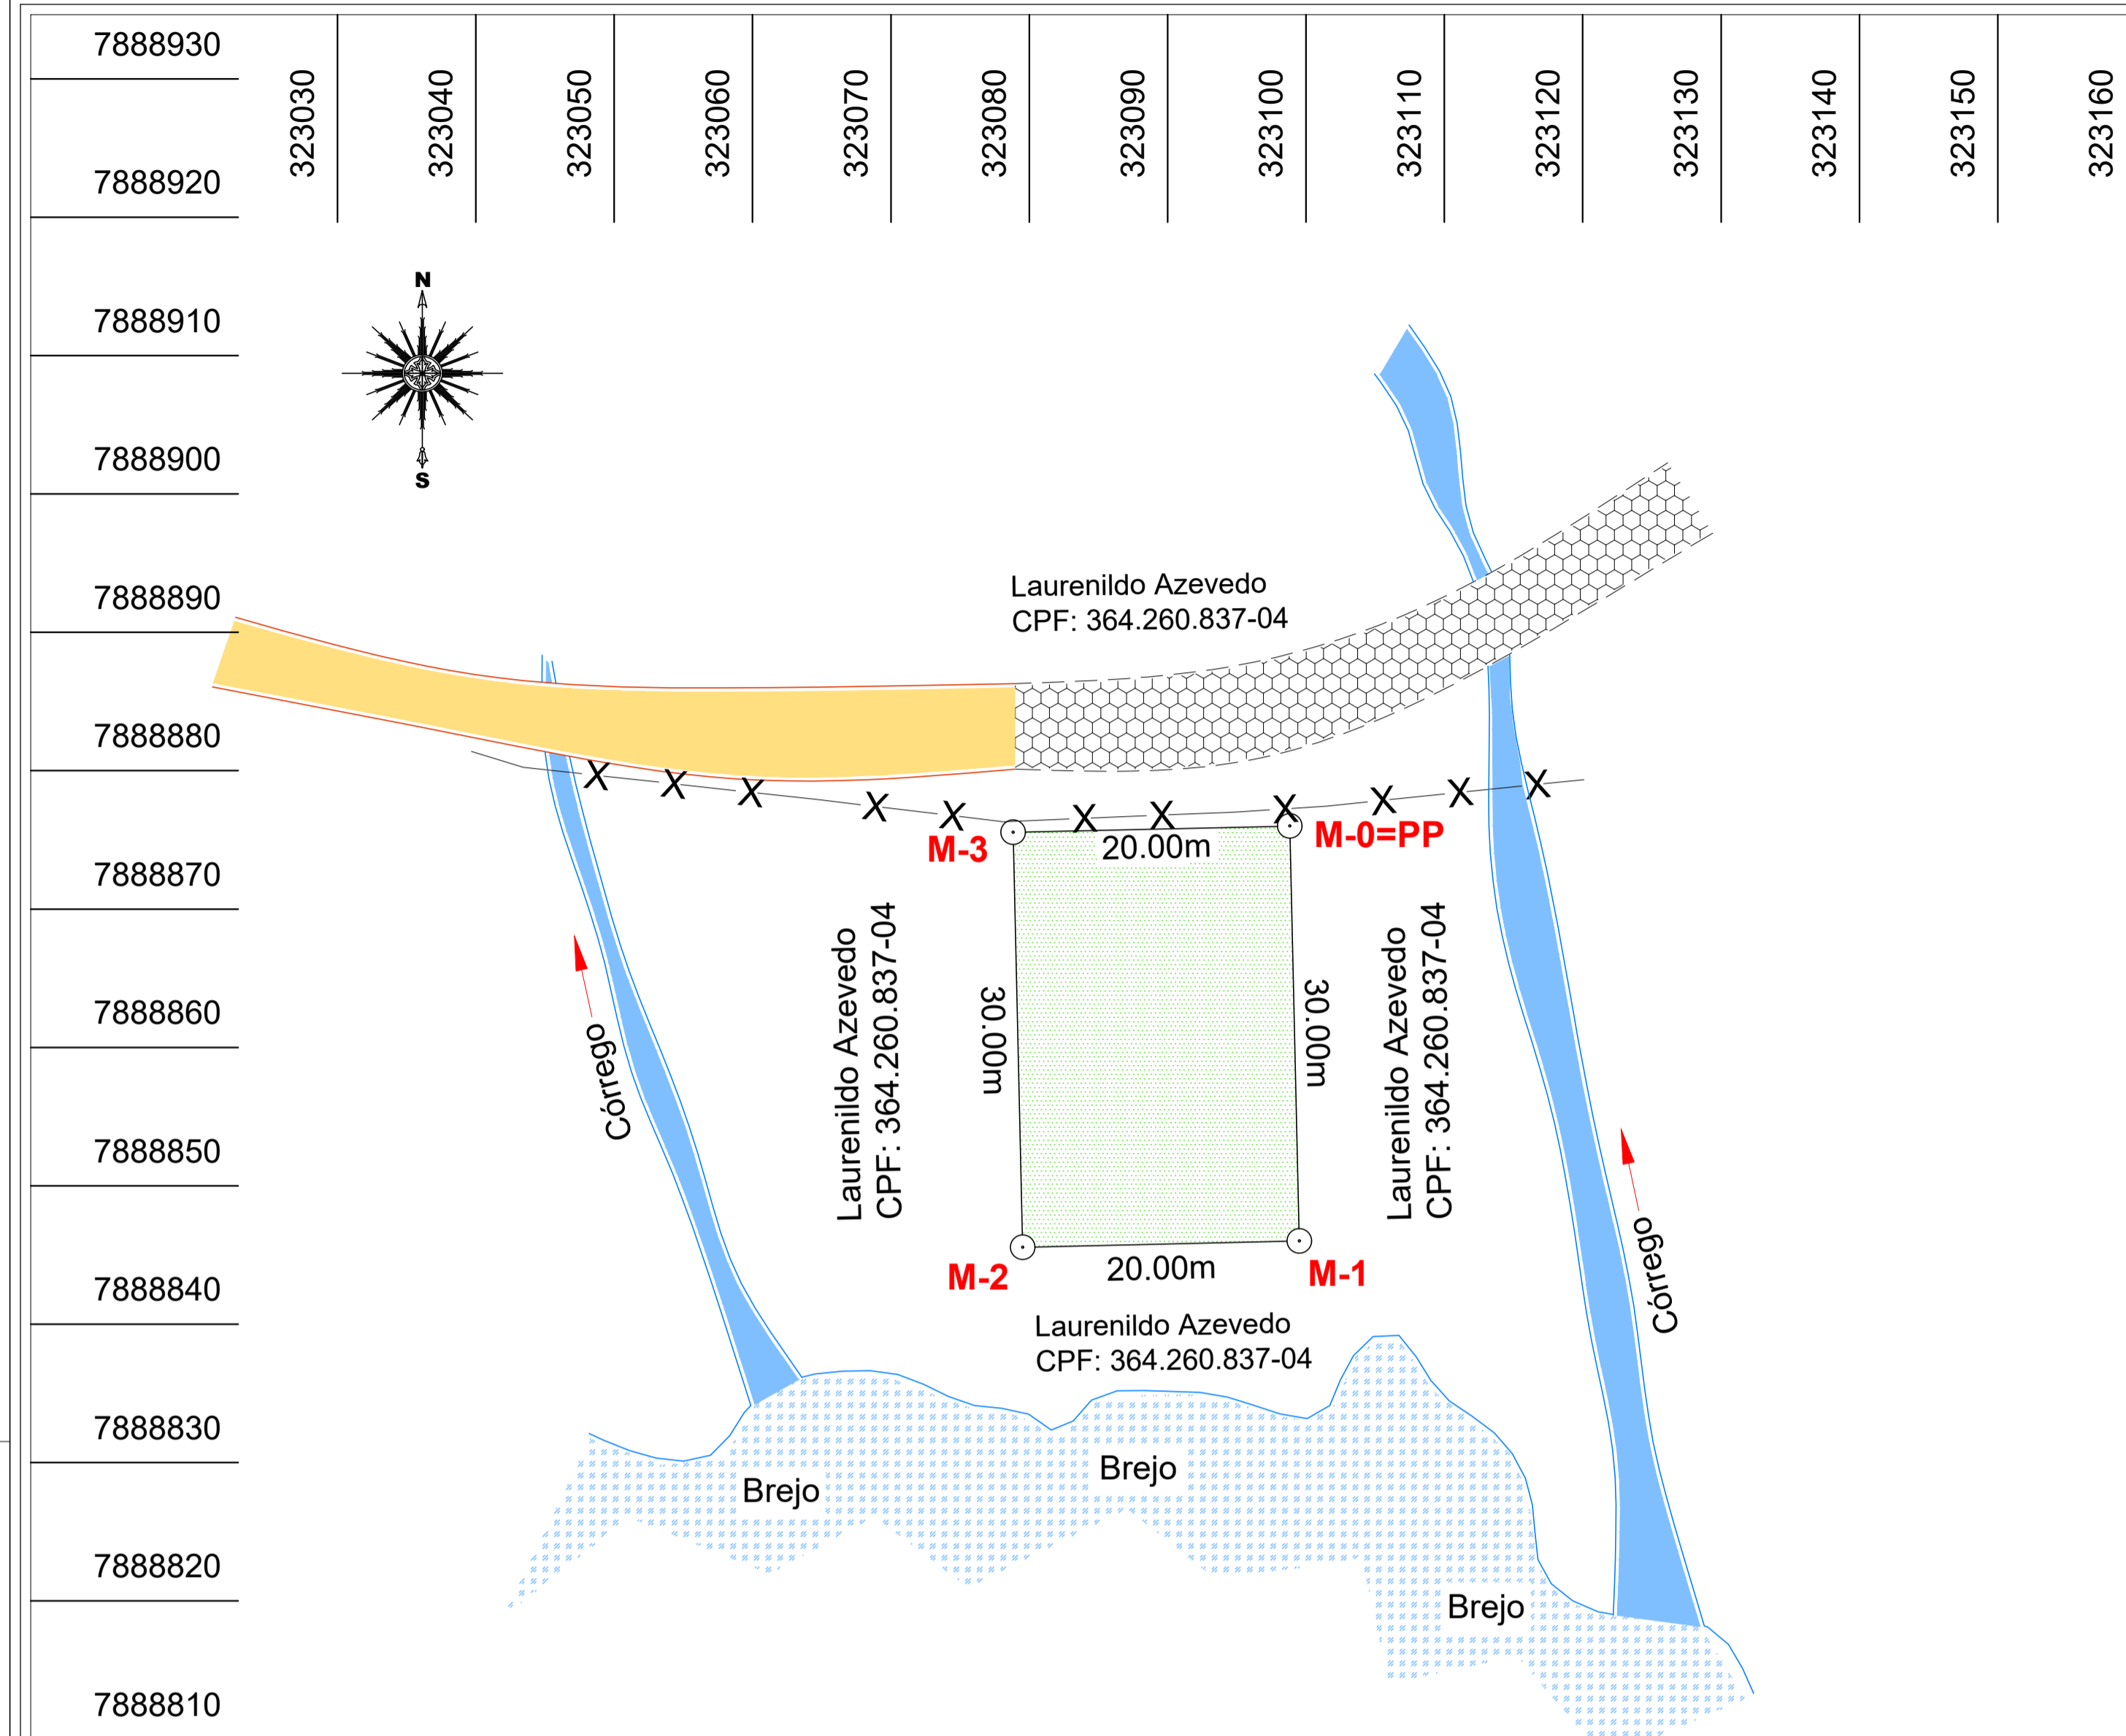 7888930
323030
323040
323050
323060
323070
323080
323090
323100
323110
323120
323130
323140
323150
323160
7888920
N
7888910
7888900
S
7888890
Laurenildo Azevedo
CPF: 364.260.837-04
7888880
M-3
20.00m
M-0=PP
7888870
Laurenildo Azevedo
CPF: 364.260.837-04
30.00m
30.00m
Laurenildo Azevedo
CPF: 364.260.837-04
7888860
Córrego
7888850
Córrego
7888840
M-2
20.00m
M-1
Laurenildo Azevedo
CPF: 364.260.837-04
7888830
Brejo
Brejo
7888820
Brejo
7888810